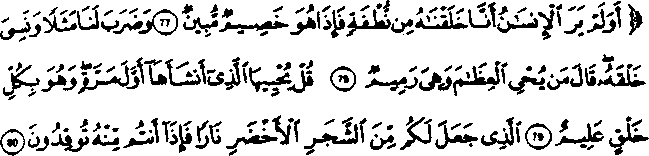 ﴿ أَوَلَمْ يَرَ ٱلْإِنسَٰنُ أَنَّا خَلَقْنَٰهُ مِن نُّطْفَةٍ فَإِذَا هُوَ خَصِيمٌ مُّبِينٌ ٧٧ وَضَرَبَ لَنَا مَثَلًا وَنَسِىَ
خَلْقَهُۥ قَالَ مَن يُحْىِ ٱلْعِظَٰمَ وَهِىَ رَمِيمٌ ٧٨ قُلْ يُحْيِيهَا ٱلَّذِىٓ أَنشَأَهَآ أَوَّلَ مَرَّةٍ وَهُوَ بِكُلِّ
خَلْقٍ عَلِيمٌ ٧٩ ٱلَّذِى جَعَلَ لَكُم مِّنَ ٱلشَّجَرِ ٱلْأَخْضَرِ نَارًا فَإِذَآ أَنتُم مِّنْهُ تُوقِدُونَ ٨٠